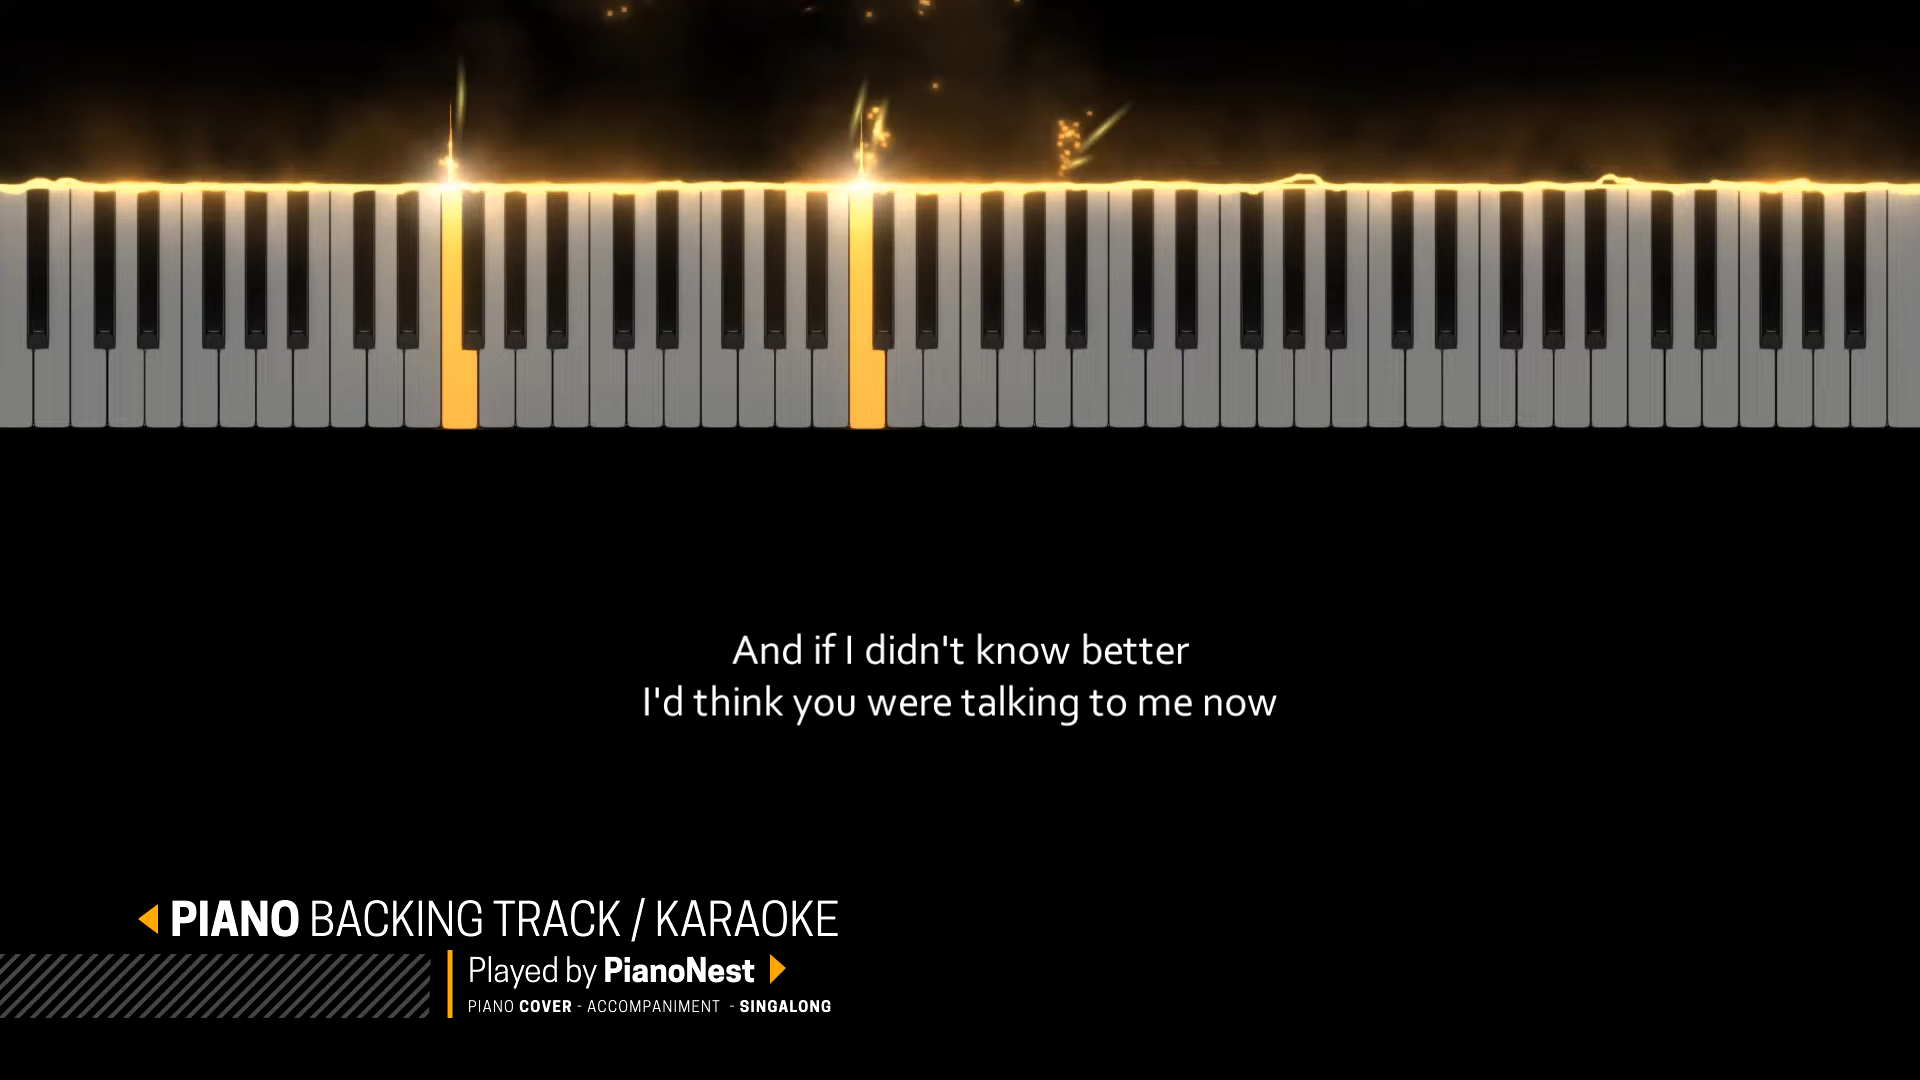 And if I didn't know better
I'd think you were talking to me now
PIANO BACKING TRACK / KARAOKE
Played by PianoNest
PIANO COVER - ACCOMPANIMENT - SINGALONG